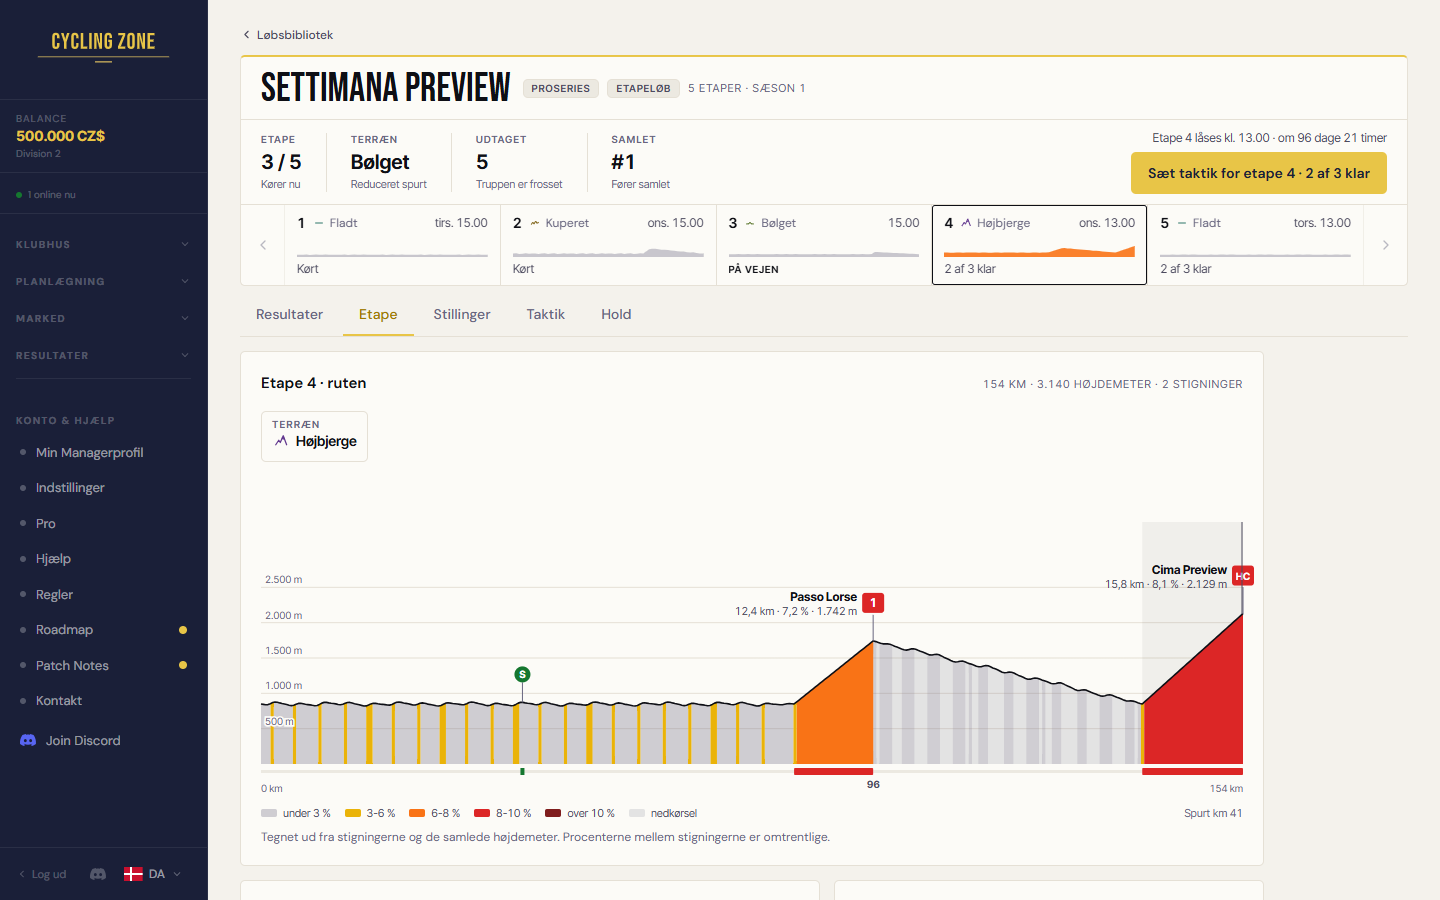 CYCLING ZONE
BALANCE
500.000 CZ$
Division 2
1 online nu
KLUBHUS
PLANLÆGNING
MARKED
RESULTATER
KONTO & HJÆLP
Min Managerprofil
Indstillinger
Pro
Hjælp
Regler
Roadmap
Patch Notes
Kontakt
Join Discord
Log ud
DA
Løbsbibliotek
SETTIMANA PREVIEW PROSERIES ETAPELØB 5 ETAPER · SÆSON 1
ETAPE
3 / 5
Kører nu
TERRÆN
Bølget
Reduceret spurt
UDTAGET
5
Truppen er frosset
SAMLET
#1
Fører samlet
Etape 4 låses kl. 13.00 · om 96 dage 21 timer
Sæt taktik for etape 4 · 2 af 3 klar
1 Fladt tirs. 15.00
Kørt
2 Kuperet ons. 15.00
Kørt
3 Bølget 15.00
PÅ VEJEN
4 Højbjerge ons. 13.00
2 af 3 klar
5 Fladt tors. 13.00
2 af 3 klar
Resultater Etape Stillinger Taktik Hold
Etape 4 · ruten
154 KM · 3.140 HØJDEMETER · 2 STIGNINGER
TERRÆN
Højbjerge
2.500 m
2.000 m
1.500 m
1.000 m
500 m
S
Passo Lorse
12,4 km · 7,2 % · 1.742 m
1
Cima Preview
15,8 km · 8,1 % · 2.129 m
HC
0 km
96
154 km
under 3 % 3-6 % 6-8 % 8-10 % over 10 % nedkørsel
Spurt km 41
Tegnet ud fra stigningerne og de samlede højdemeter. Procenterne mellem stigningerne er omtrentlige.